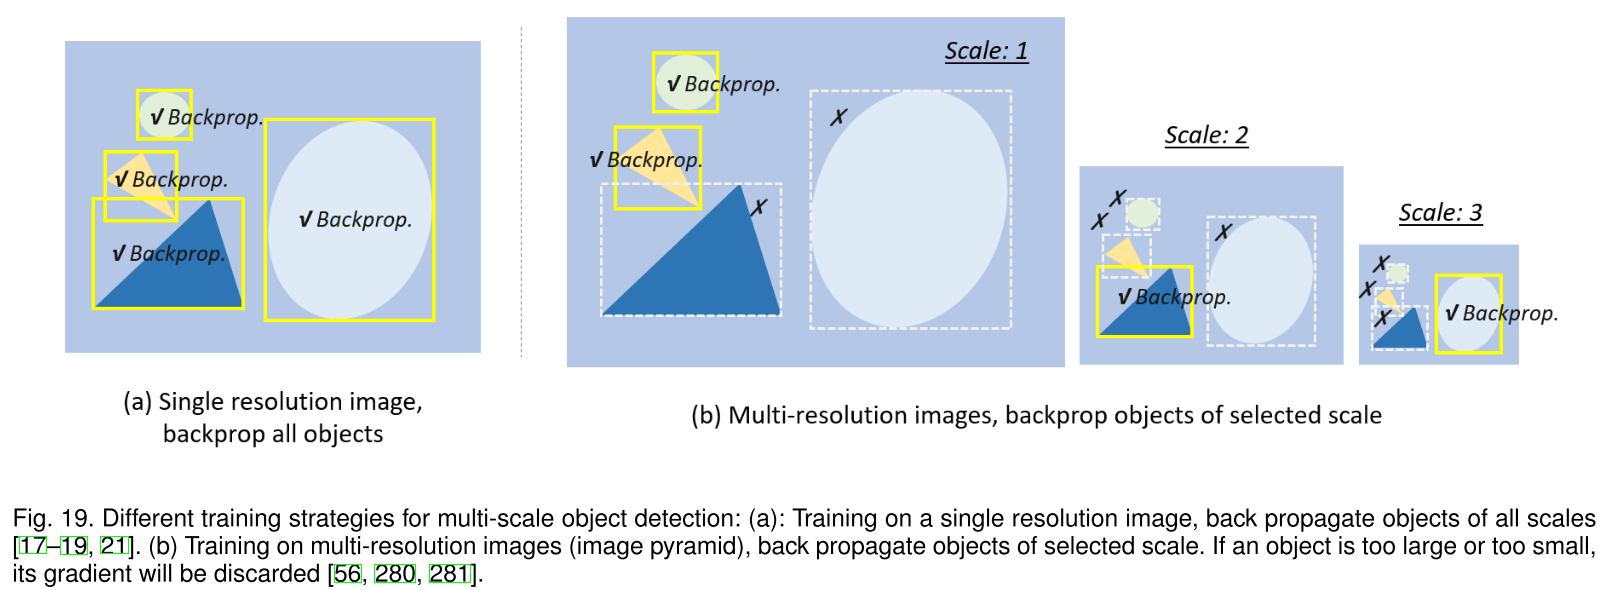 √ Backprop.
√ Backprop.
√ Backprop.
√ Backprop.
(a) Single resolution image,
backprop all objects
Scale: 1
√ Backprop.
✗
√ Backprop.
✗
Scale: 2
✗
✗
✗
√ Backprop.
Scale: 3
✗
✗
✗
√ Backprop.
(b) Multi-resolution images, backprop objects of selected scale
Fig. 19. Different training strategies for multi-scale object detection: (a): Training on a single resolution image, back propagate objects of all scales
[17–19, 21]. (b) Training on multi-resolution images (image pyramid), back propagate objects of selected scale. If an object is too large or too small,
its gradient will be discarded [56, 280, 281].